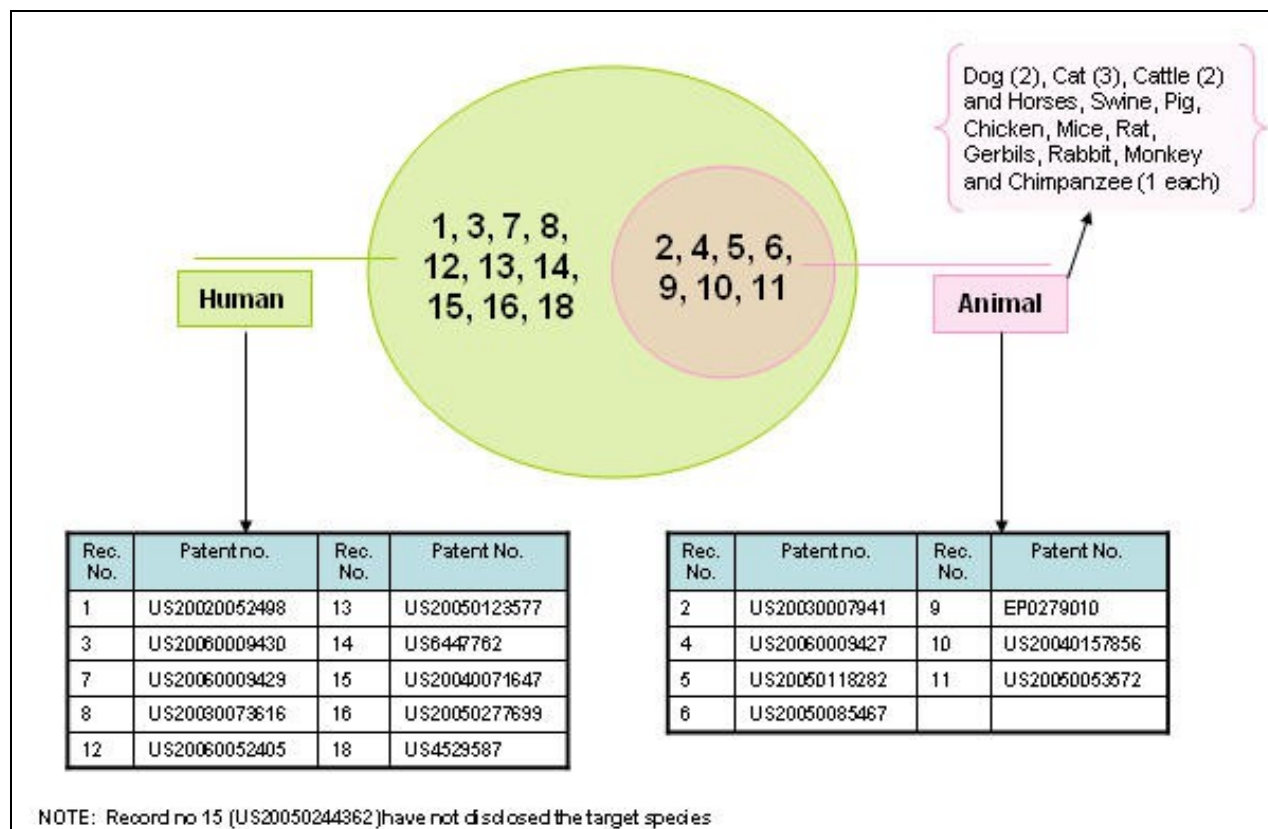 Dog (2), Cat (3), Cattle (2)
and Horses, Swine, Pig,
Chicken, Mice, Rat,
Gerbils, Rabbit, Monkey
and Chimpanzee (1 each)
1, 3, 7, 8,
12, 13, 14,
15, 16, 18
2, 4, 5, 6,
9, 10, 11
Human
Animal
Rec. No. Patent no. Rec. No. Patent No.
1 US20020052498 13 US20050123577
3 US20060009430 14 US6447762
7 US20060009429 15 US20040071647
8 US20030073616 16 US20050277699
12 US20060052405 18 US4529587
Rec. No. Patent no. Rec. No. Patent No.
2 US20030007941 9 EP0279010
4 US20060009427 10 US20040157856
5 US20050118282 11 US20050053572
6 US20050085467
NOTE: Record no 15 (US20050244362)have not disclosed the target species